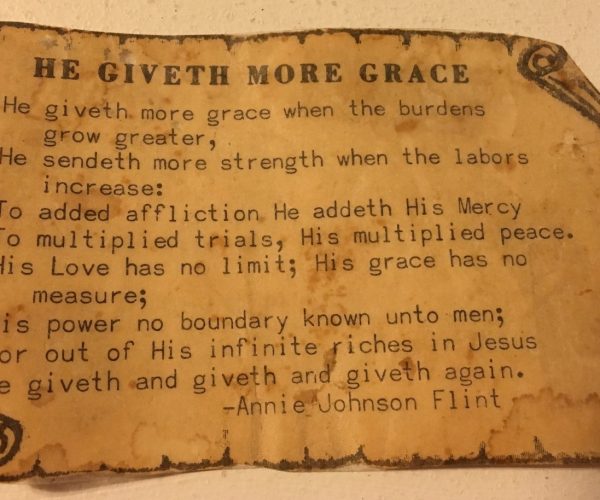 HE GIVETH MORE GRACE
He giveth more grace when the burdens
grow greater,
He sendeth more strength when the labors
increase:
To added affliction He addeth His Mercy
To multiplied trials, His multiplied peace.
His Love has no limit; His grace has no
measure;
is power no boundary known unto men;
or out of His infinite riches in Jesus
e giveth and giveth and giveth again.
-Annie Johnson Flint